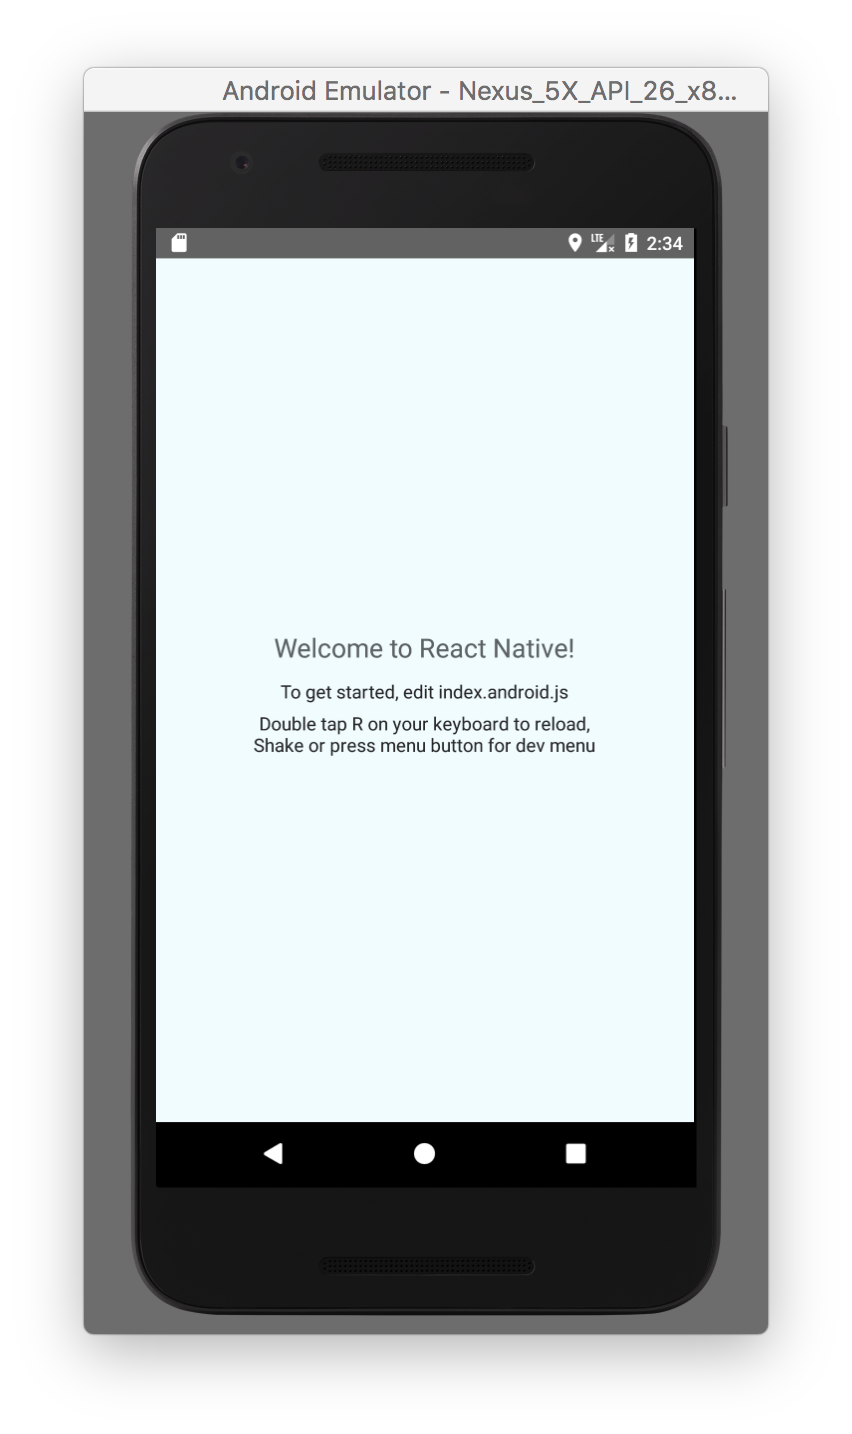 Android Emulator - Nexus_5X_API_26_x8...
LTE 2:34
Welcome to React Native!
To get started, edit index.android.js
Double tap R on your keyboard to reload,
Shake or press menu button for dev menu